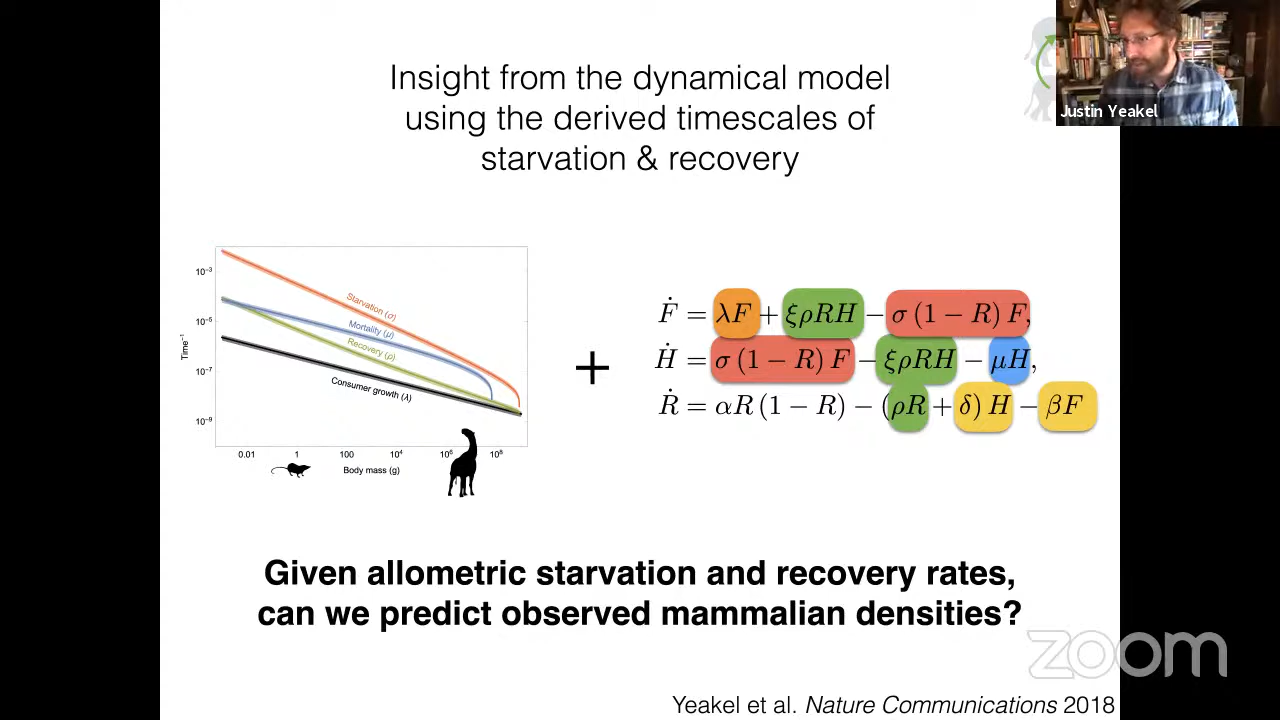 Insight from the dynamical model
using the derived timescales of
starvation & recovery
Justin Yeakel
10⁻³
10⁻⁵
10⁻⁷
10⁻⁹
Time⁻¹
Starvation (σ)
Mortality (μ)
Recovery (ρ)
Consumer growth (λ)
0.01 1 100 10⁴ 10⁶ 10⁸
Body mass (g)
+
Ḟ = λF + ξρRH − σ (1 − R) F,
Ḣ = σ (1 − R) F − ξρRH − μH,
Ṙ = αR (1 − R) − (ρR + δ) H − βF
Given allometric starvation and recovery rates,
can we predict observed mammalian densities?
zoom
Yeakel et al. Nature Communications 2018